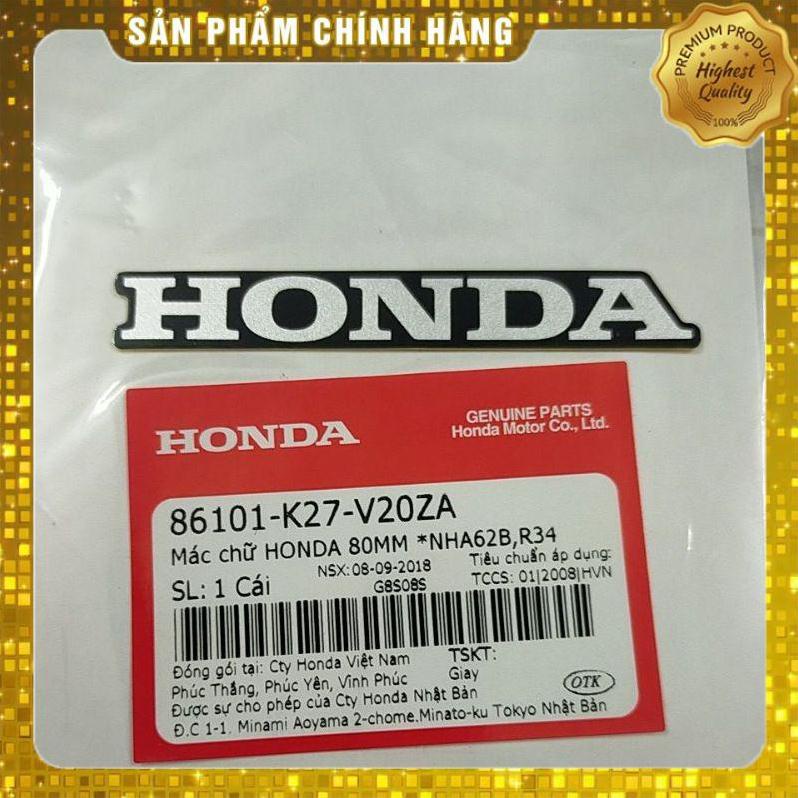 SẢN PHẨM CHÍNH HÃNG
PREMIUM PRODUCT
Highest
Quality
100%
HONDA
HONDA
GENUINE PARTS
Honda Motor Co., Ltd.
86101-K27-V20ZA
Mác chữ HONDA 80MM *NHA62B,R34
NSX: 08-09-2018
Tiêu chuẩn áp dụng:
SL: 1 Cái
G8S08S
TCCS: 01|2008|HVN
Đóng gói tại: Cty Honda Việt Nam
TSKT:
Phúc Thắng, Phúc Yên, Vĩnh Phúc
Giay
OTK
Được sự cho phép của Cty Honda Nhật Bản
Đ.C 1-1, Minami Aoyama 2-chome.Minato-ku Tokyo Nhật Bản